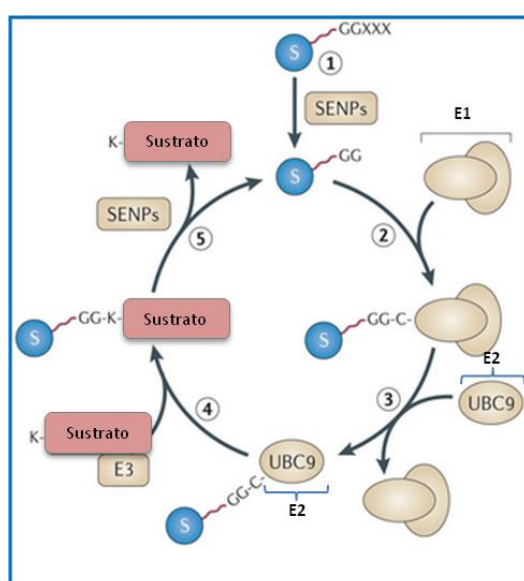 S
GGXXX
1
SENPs
S
GG
E1
2
S
GG-C-
E2
UBC9
3
UBC9
E2
GG-C-
S
4
K-
Sustrato
E3
S
GG-K-
Sustrato
5
SENPs
K-
Sustrato